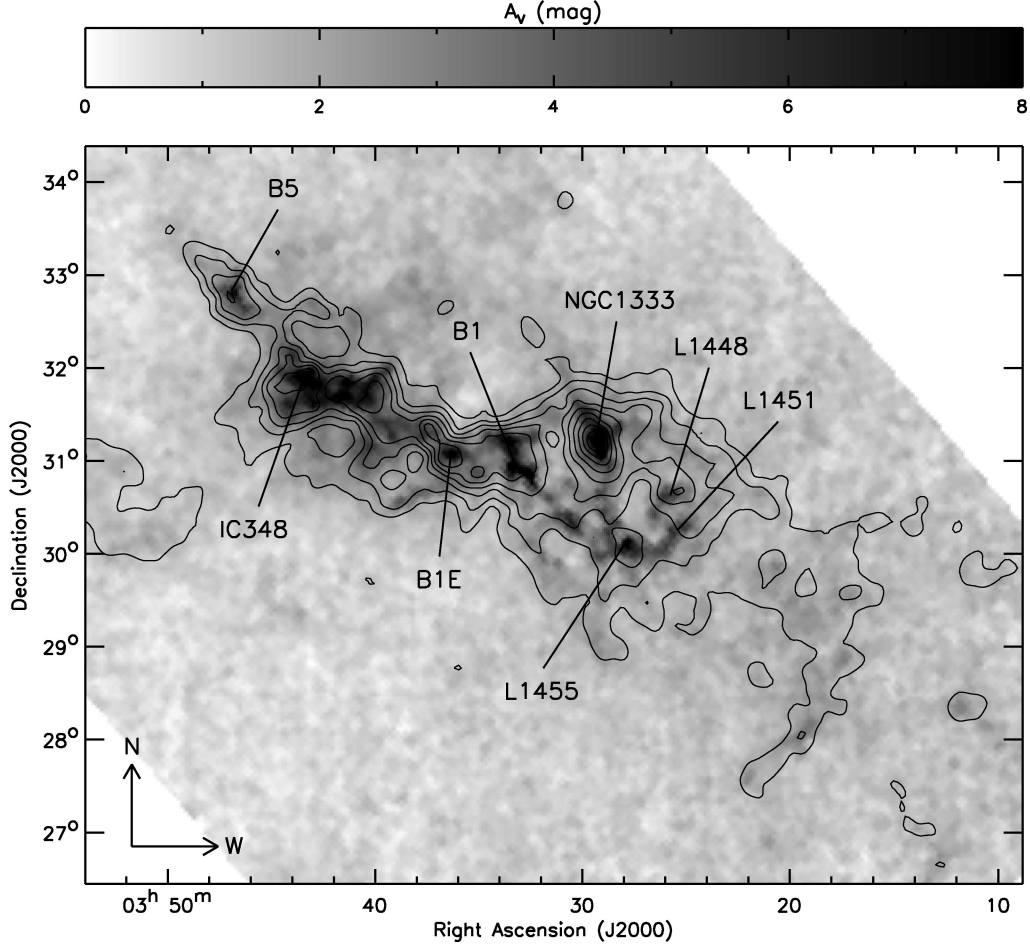 Av (mag)
0 2 4 6 8
34°
B5
33°
NGC1333
B1
L1448
32°
L1451
31°
IC348
30°
B1E
29°
L1455
28°
N
27°
W
03h 50m 40 30 20 10
Right Ascension (J2000)
Declination (J2000)